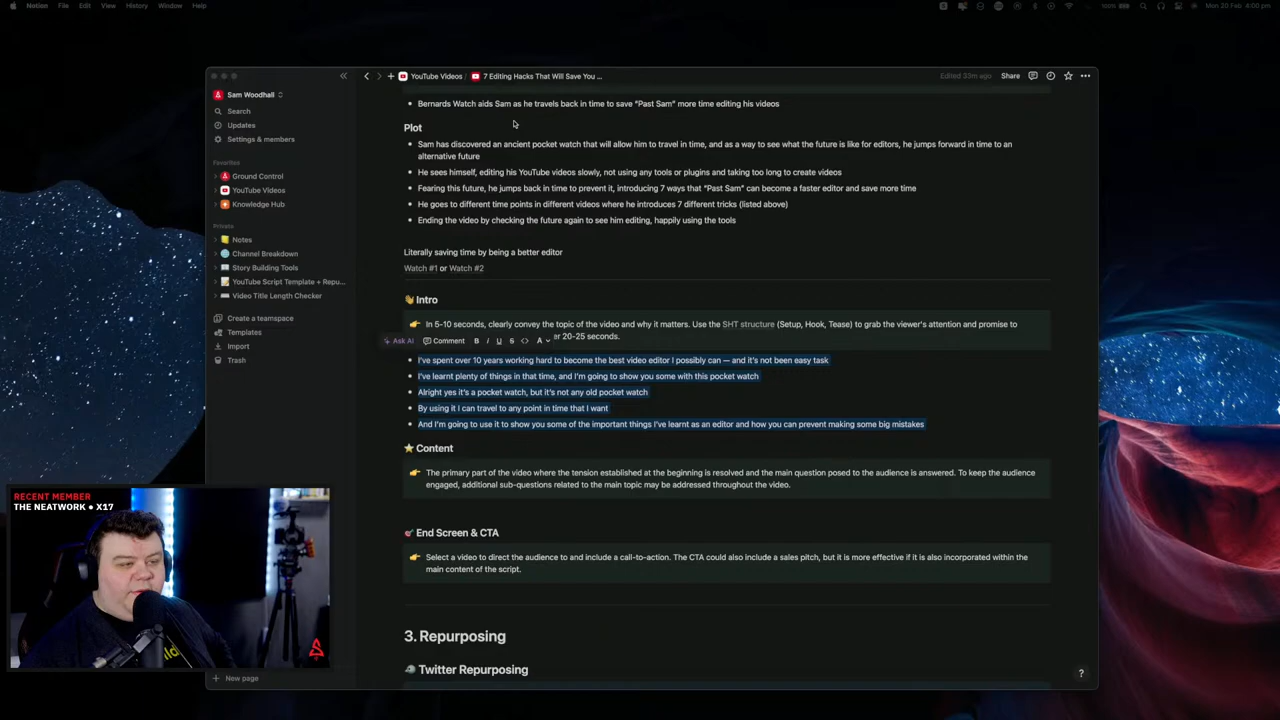 Notion File Edit View History Window Help
100% Mon 20 Feb 4:00 pm
YouTube Videos / 7 Editing Hacks That Will Save You ...
Edited 33m ago Share
Sam Woodhall
Search
Updates
Settings & members
Favorites
Ground Control
YouTube Videos
Knowledge Hub
Private
Notes
Channel Breakdown
Story Building Tools
YouTube Script Template + Repu...
Video Title Length Checker
Create a teamspace
Templates
Import
Trash
New page
• Bernards Watch aids Sam as he travels back in time to save “Past Sam” more time editing his videos
Plot
• Sam has discovered an ancient pocket watch that will allow him to travel in time, and as a way to see what the future is like for editors, he jumps forward in time to an
alternative future
• He sees himself, editing his YouTube videos slowly, not using any tools or plugins and taking too long to create videos
• Fearing this future, he jumps back in time to prevent it, introducing 7 ways that “Past Sam” can become a faster editor and save more time
• He goes to different time points in different videos where he introduces 7 different tricks (listed above)
• Ending the video by checking the future again to see him editing, happily using the tools
Literally saving time by being a better editor
Watch #1 or Watch #2
👋 Intro
👉 In 5-10 seconds, clearly convey the topic of the video and why it matters. Use the SHT structure (Setup, Hook, Tease) to grab the viewer's attention and promise to
er 20-25 seconds.
Ask AI Comment B i U S <> A
• I've spent over 10 years working hard to become the best video editor I possibly can — and it's not been easy task
• I've learnt plenty of things in that time, and I'm going to show you some with this pocket watch
• Alright yes it's a pocket watch, but it's not any old pocket watch
• By using it I can travel to any point in time that I want
• And I'm going to use it to show you some of the important things I've learnt as an editor and how you can prevent making some big mistakes
⭐ Content
👉 The primary part of the video where the tension established at the beginning is resolved and the main question posed to the audience is answered. To keep the audience
engaged, additional sub-questions related to the main topic may be addressed throughout the video.
🎯 End Screen & CTA
👉 Select a video to direct the audience to and include a call-to-action. The CTA could also include a sales pitch, but it is more effective if it is also incorporated within the
main content of the script.
3. Repurposing
Twitter Repurposing
?
RECENT MEMBER
THE NEATWORK • X17